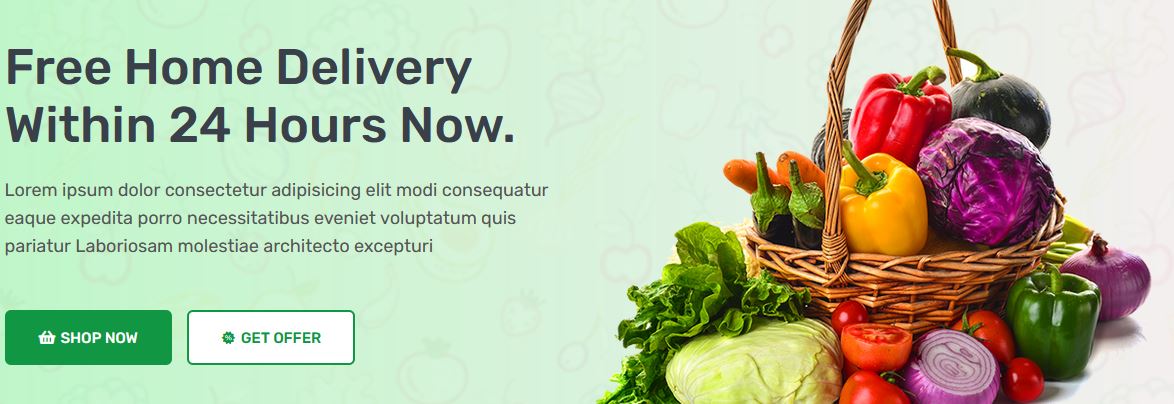 Free Home Delivery
Within 24 Hours Now.
Lorem ipsum dolor consectetur adipisicing elit modi consequatur
eaque expedita porro necessitatibus eveniet voluptatum quis
pariatur Laboriosam molestiae architecto excepturi
SHOP NOW
GET OFFER